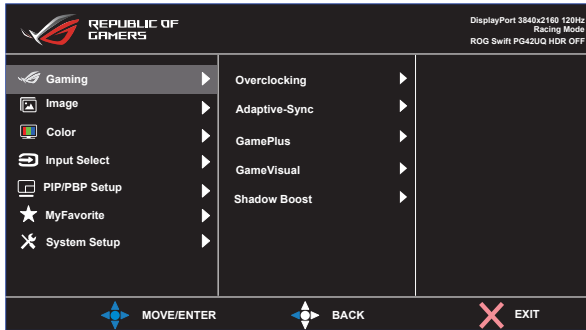 REPUBLIC OF
GAMERS
DisplayPort 3840x2160 120Hz
Racing Mode
ROG Swift PG42UQ HDR OFF
Gaming
Image
Color
Input Select
PIP/PBP Setup
MyFavorite
System Setup
Overclocking
Adaptive-Sync
GamePlus
GameVisual
Shadow Boost
MOVE/ENTER
BACK
EXIT